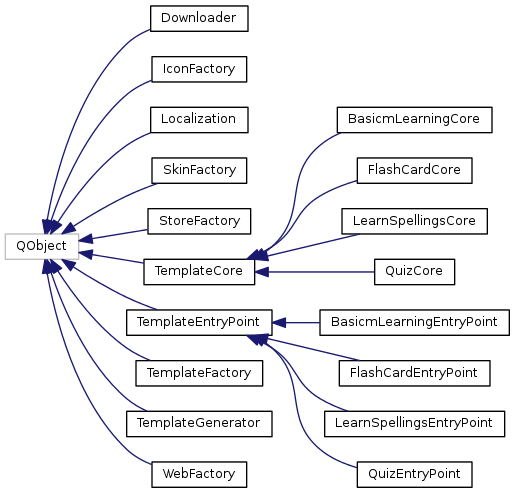 Downloader
IconFactory
Localization
BasicmLearningCore
SkinFactory
FlashCardCore
StoreFactory
LearnSpellingsCore
QObject
TemplateCore
QuizCore
TemplateEntryPoint
BasicmLearningEntryPoint
TemplateFactory
FlashCardEntryPoint
TemplateGenerator
LearnSpellingsEntryPoint
WebFactory
QuizEntryPoint